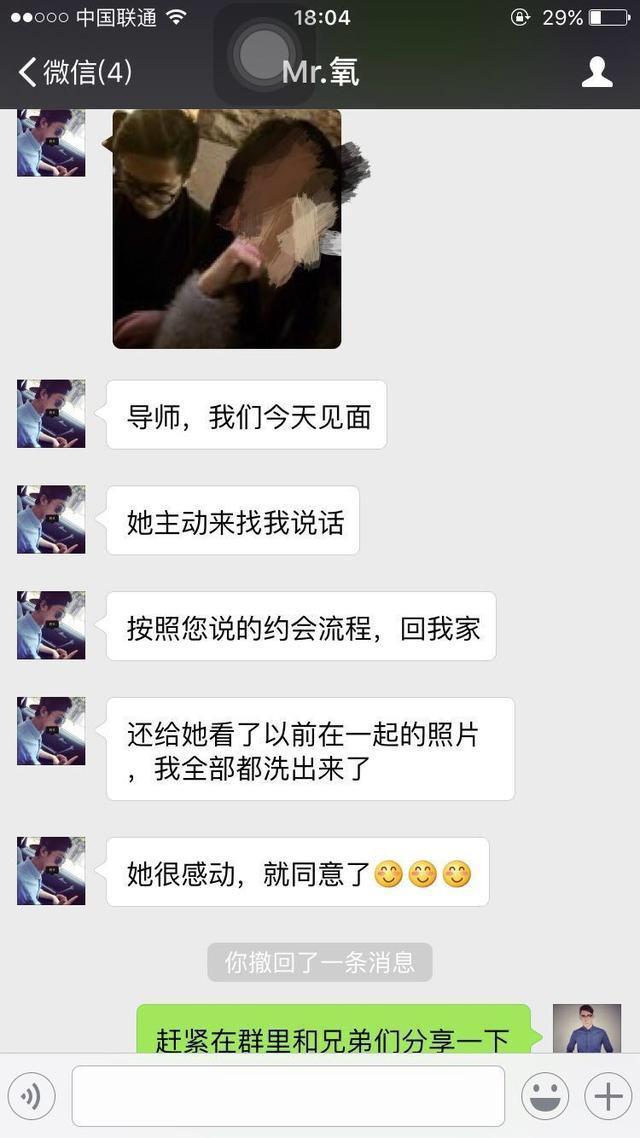 中国联通
18:04
29%
微信(4)
Mr.氧
导师，我们今天见面
她主动来找我说话
按照您说的约会流程，回我家
还给她看了以前在一起的照片
，我全部都洗出来了
她很感动，就同意了😊😊😊
你撤回了一条消息
赶紧在群里和兄弟们分享一下